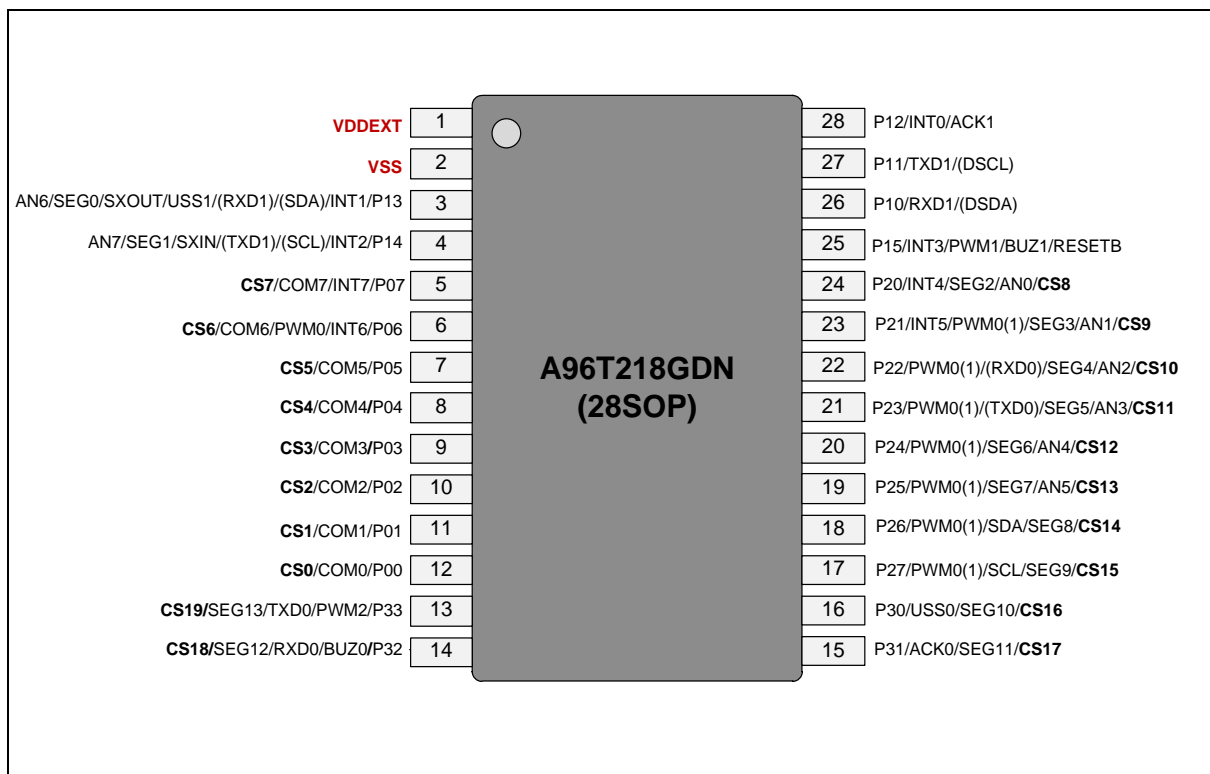 VDDEXT 1
VSS 2
AN6/SEG0/SXOUT/USS1/(RXD1)/(SDA)/INT1/P13 3
AN7/SEG1/SXIN/(TXD1)/(SCL)/INT2/P14 4
CS7/COM7/INT7/P07 5
CS6/COM6/PWM0/INT6/P06 6
CS5/COM5/P05 7
CS4/COM4/P04 8
CS3/COM3/P03 9
CS2/COM2/P02 10
CS1/COM1/P01 11
CS0/COM0/P00 12
CS19/SEG13/TXD0/PWM2/P33 13
CS18/SEG12/RXD0/BUZ0/P32 14
A96T218GDN
(28SOP)
28 P12/INT0/ACK1
27 P11/TXD1/(DSCL)
26 P10/RXD1/(DSDA)
25 P15/INT3/PWM1/BUZ1/RESETB
24 P20/INT4/SEG2/AN0/CS8
23 P21/INT5/PWM0(1)/SEG3/AN1/CS9
22 P22/PWM0(1)/(RXD0)/SEG4/AN2/CS10
21 P23/PWM0(1)/(TXD0)/SEG5/AN3/CS11
20 P24/PWM0(1)/SEG6/AN4/CS12
19 P25/PWM0(1)/SEG7/AN5/CS13
18 P26/PWM0(1)/SDA/SEG8/CS14
17 P27/PWM0(1)/SCL/SEG9/CS15
16 P30/USS0/SEG10/CS16
15 P31/ACK0/SEG11/CS17